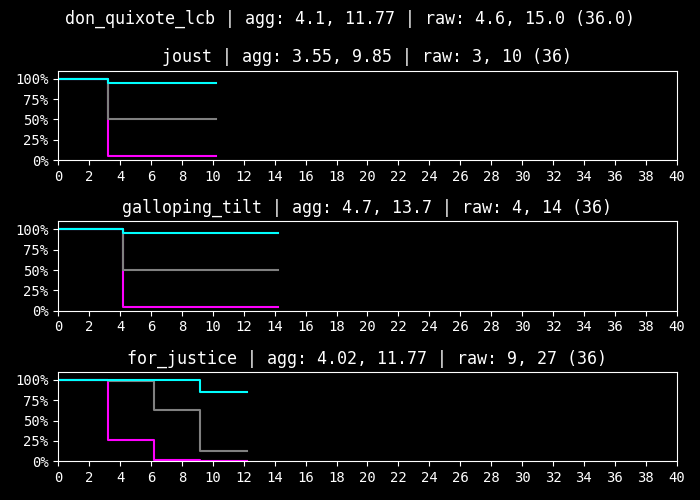 don_quixote_lcb | agg: 4.1, 11.77 | raw: 4.6, 15.0 (36.0)
joust | agg: 3.55, 9.85 | raw: 3, 10 (36)
100%
75%
50%
25%
0%
0 2 4 6 8 10 12 14 16 18 20 22 24 26 28 30 32 34 36 38 40
galloping_tilt | agg: 4.7, 13.7 | raw: 4, 14 (36)
100%
75%
50%
25%
0%
0 2 4 6 8 10 12 14 16 18 20 22 24 26 28 30 32 34 36 38 40
for_justice | agg: 4.02, 11.77 | raw: 9, 27 (36)
100%
75%
50%
25%
0%
0 2 4 6 8 10 12 14 16 18 20 22 24 26 28 30 32 34 36 38 40